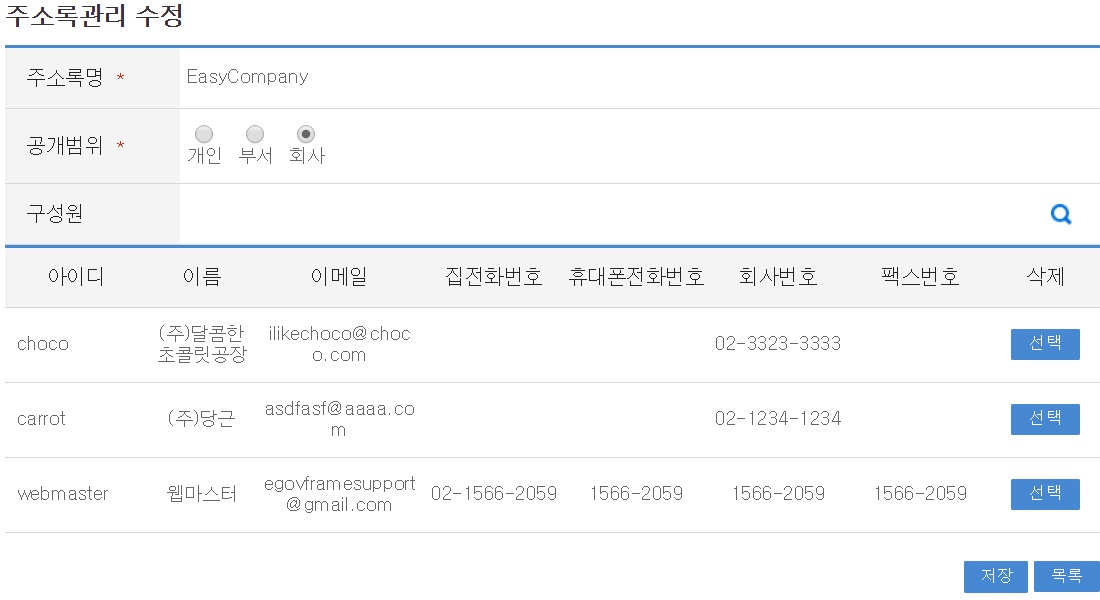 주소록관리 수정
주소록명 *
EasyCompany
공개범위 *
개인 부서 회사
구성원
아이디 이름 이메일 집전화번호 휴대폰전화번호 회사번호 팩스번호 삭제
choco (주)달콤한 초콜릿공장 ilikechoco@choc
o.com 02-3323-3333 선택
carrot (주)당근 asdfasf@aaaa.co
m 02-1234-1234 선택
webmaster 웹마스터 egovframesupport
@gmail.com 02-1566-2059 1566-2059 1566-2059 1566-2059 선택
저장 목록